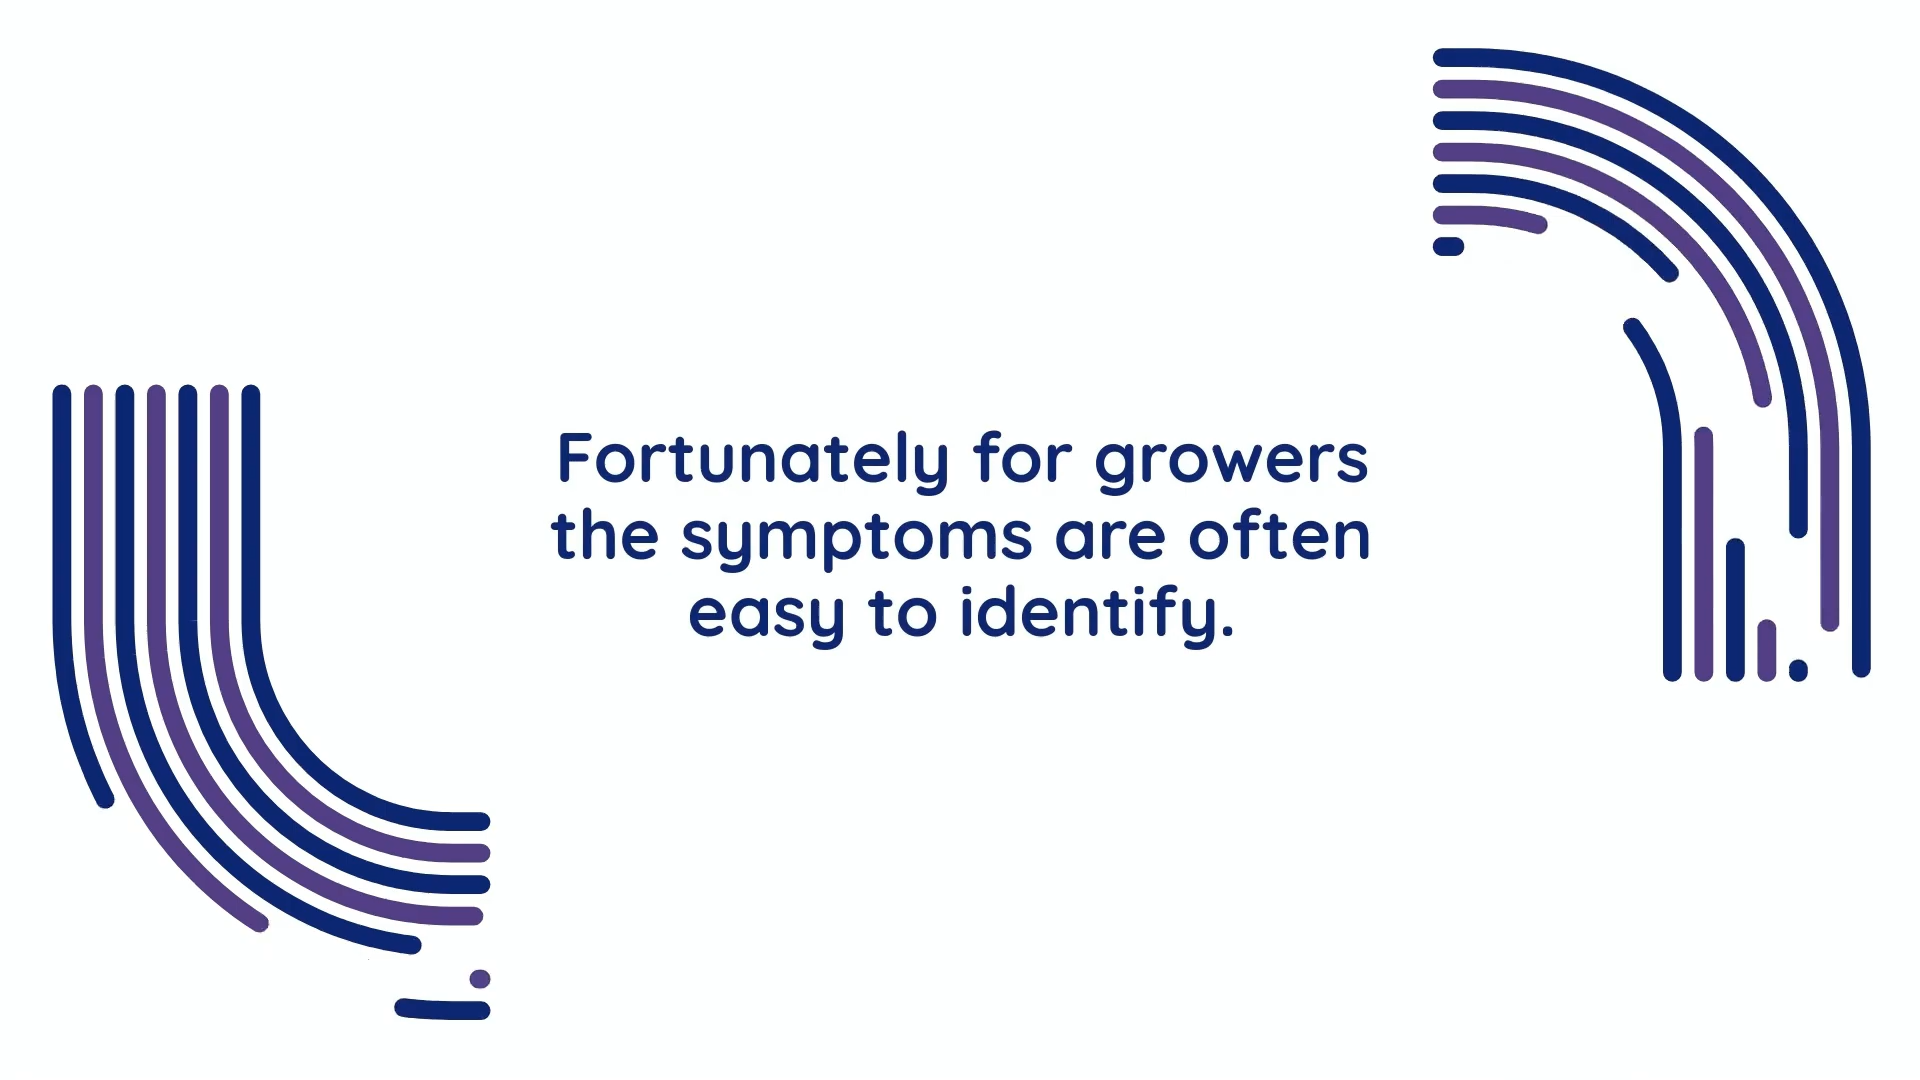 Fortunately for growers
the symptoms are often
easy to identify.